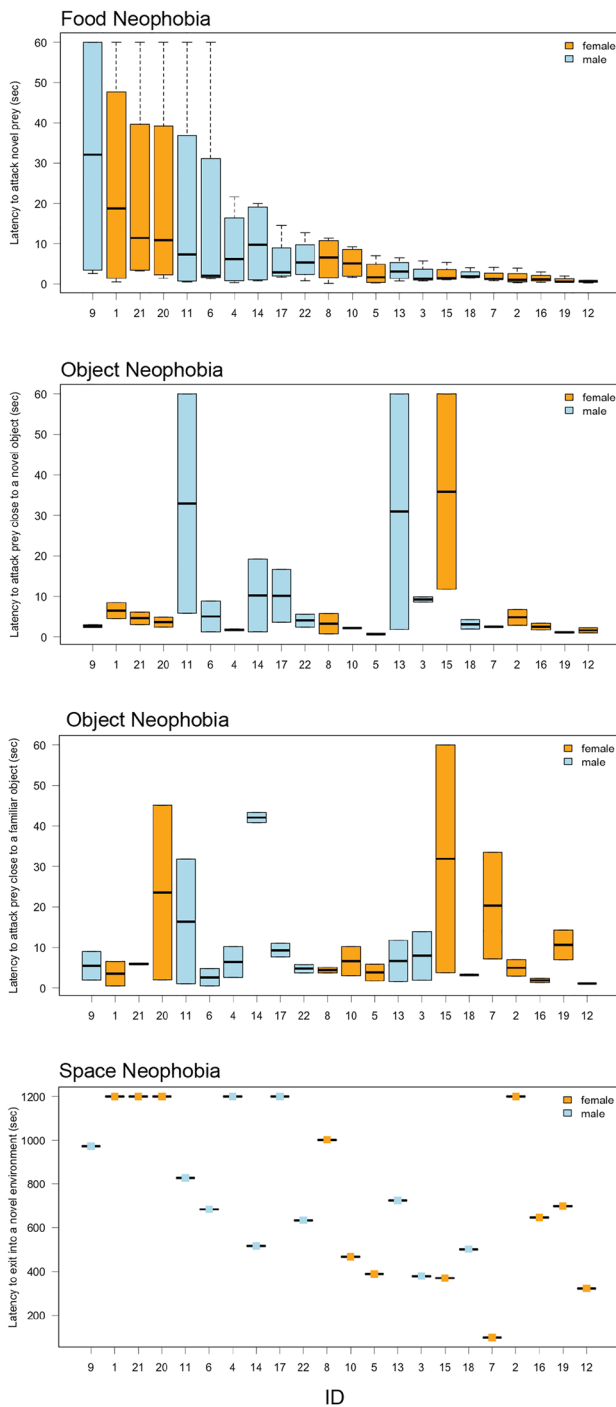 Food Neophobia
Latency to attack novel prey (sec)
60
50
40
30
20
10
0
female
male
9 1 21 20 11 6 4 14 17 22 8 10 5 13 3 15 18 7 2 16 19 12
Object Neophobia
Latency to attack prey close to a novel object (sec)
60
50
40
30
20
10
0
female
male
9 1 21 20 11 6 4 14 17 22 8 10 5 13 3 15 18 7 2 16 19 12
Object Neophobia
Latency to attack prey close to a familiar object (sec)
60
50
40
30
20
10
0
female
male
9 1 21 20 11 6 4 14 17 22 8 10 5 13 3 15 18 7 2 16 19 12
Space Neophobia
Latency to exit into a novel environment (sec)
1200
1000
800
600
400
200
female
male
9 1 21 20 11 6 4 14 17 22 8 10 5 13 3 15 18 7 2 16 19 12
ID